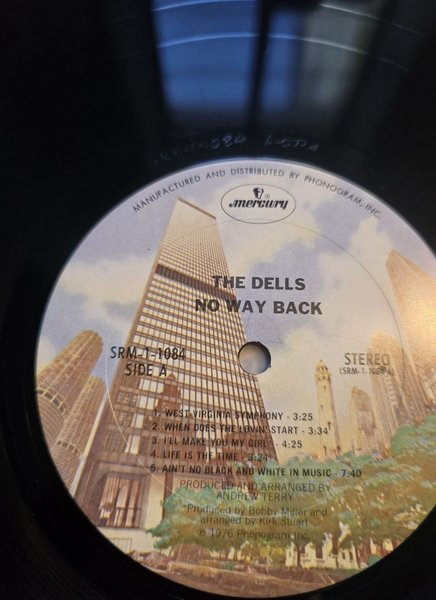 MANUFACTURED AND DISTRIBUTED BY PHONOGRAM, INC.
mercury
THE DELLS
NO WAY BACK
SRM-1-1084
SIDE A
STEREO
(SRM-1-1084 A)
1. WEST VIRGINIA SYMPHONY - 3:25
2. WHEN DOES THE LOVIN' START - 3:34
3. I'LL MAKE YOU MY GIRL - 4:25
4. LIFE IS THE TIME - 3:24
5. AIN'T NO BLACK AND WHITE IN MUSIC - 7:40
PRODUCED AND ARRANGED BY
ANDREW TERRY
*Produced by Bobby Miller and
arranged by Kirk Stuart
℗ 1976 Phonogram Inc.